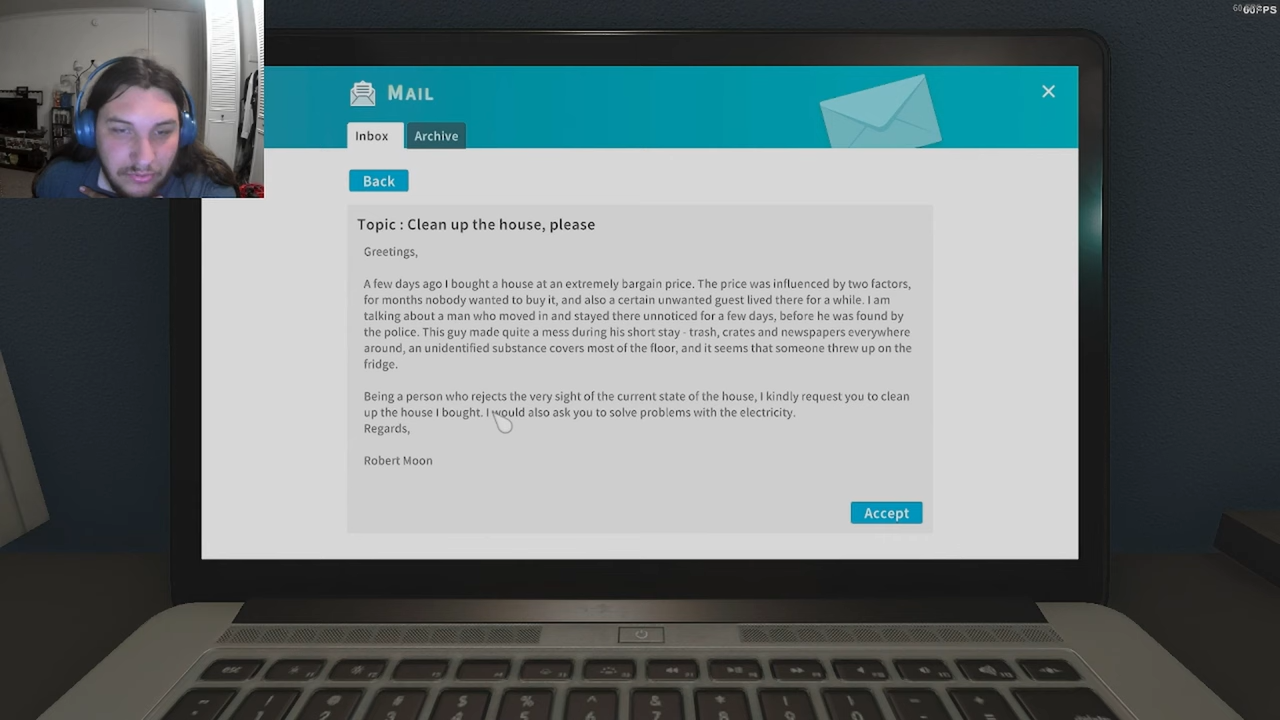 60 FPS
MAIL
Inbox
Archive
Back
Topic : Clean up the house, please
Greetings,
A few days ago I bought a house at an extremely bargain price. The price was influenced by two factors,
for months nobody wanted to buy it, and also a certain unwanted guest lived there for a while. I am
talking about a man who moved in and stayed there unnoticed for a few days, before he was found by
the police. This guy made quite a mess during his short stay - trash, crates and newspapers everywhere
around, an unidentified substance covers most of the floor, and it seems that someone threw up on the
fridge.
Being a person who rejects the very sight of the current state of the house, I kindly request you to clean
up the house I bought. I would also ask you to solve problems with the electricity.
Regards,
Robert Moon
Accept
esc